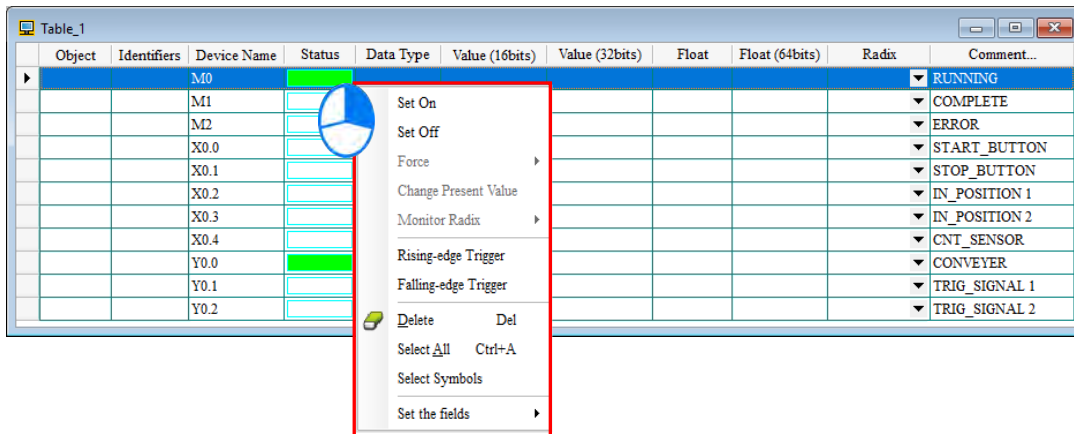 Table_1
Object Identifiers Device Name Status Data Type Value (16bits) Value (32bits) Float Float (64bits) Radix Comment...
M0 RUNNING
M1 COMPLETE
M2 ERROR
X0.0 START_BUTTON
X0.1 STOP_BUTTON
X0.2 IN_POSITION 1
X0.3 IN_POSITION 2
X0.4 CNT_SENSOR
Y0.0 CONVEYER
Y0.1 TRIG_SIGNAL 1
Y0.2 TRIG_SIGNAL 2
Set On
Set Off
Force
Change Present Value
Monitor Radix
Rising-edge Trigger
Falling-edge Trigger
Delete Del
Select All Ctrl+A
Select Symbols
Set the fields